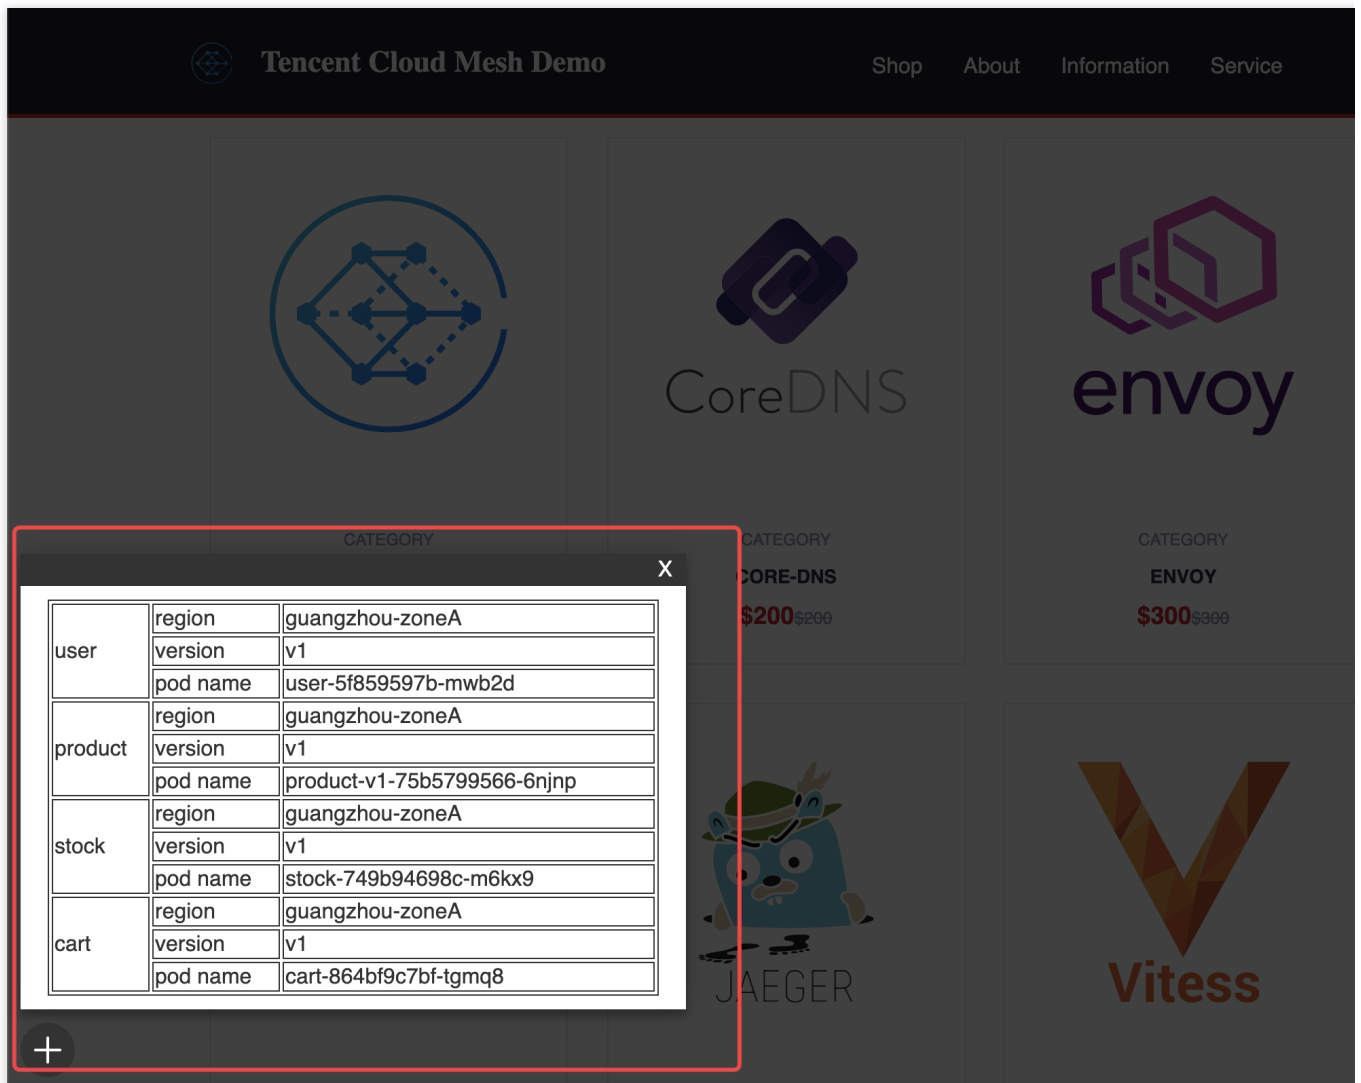 Tencent Cloud Mesh Demo
Shop About Information Service
CoreDNS
envoy
CATEGORY
CATEGORY
CORE-DNS
$200$200
CATEGORY
ENVOY
$300$300
X
user
region guangzhou-zoneA
version v1
pod name user-5f859597b-mwb2d
product
region guangzhou-zoneA
version v1
pod name product-v1-75b5799566-6njnp
stock
region guangzhou-zoneA
version v1
pod name stock-749b94698c-m6kx9
cart
region guangzhou-zoneA
version v1
pod name cart-864bf9c7bf-tgmq8
JAEGER
Vitess